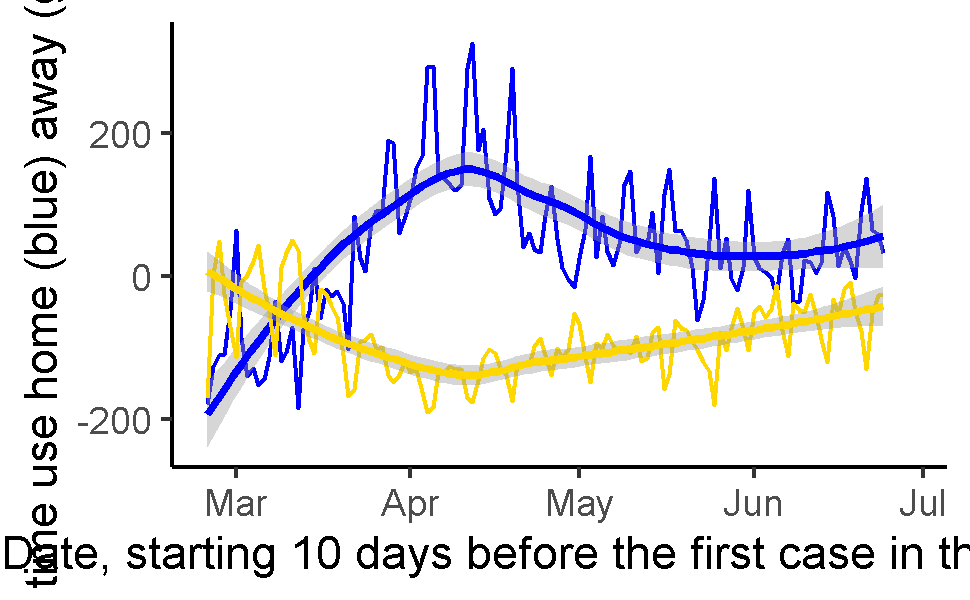 time use home (blue) away (
200
0
-200
Mar Apr May Jun Jul
Date, starting 10 days before the first case in th